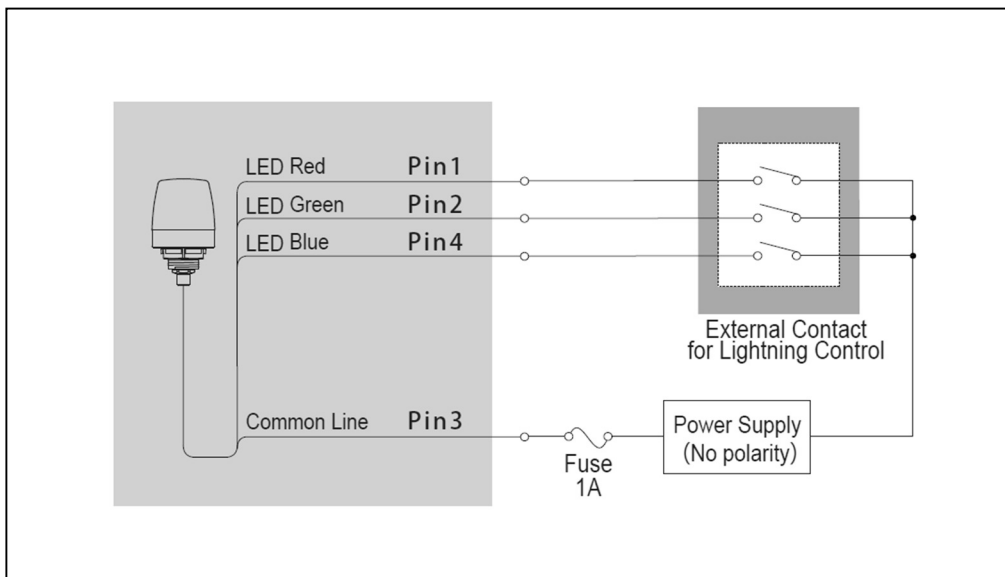 LED Red Pin1
LED Green Pin2
LED Blue Pin4
External Contact
for Lightning Control
Common Line Pin3
Fuse
1A
Power Supply
(No polarity)